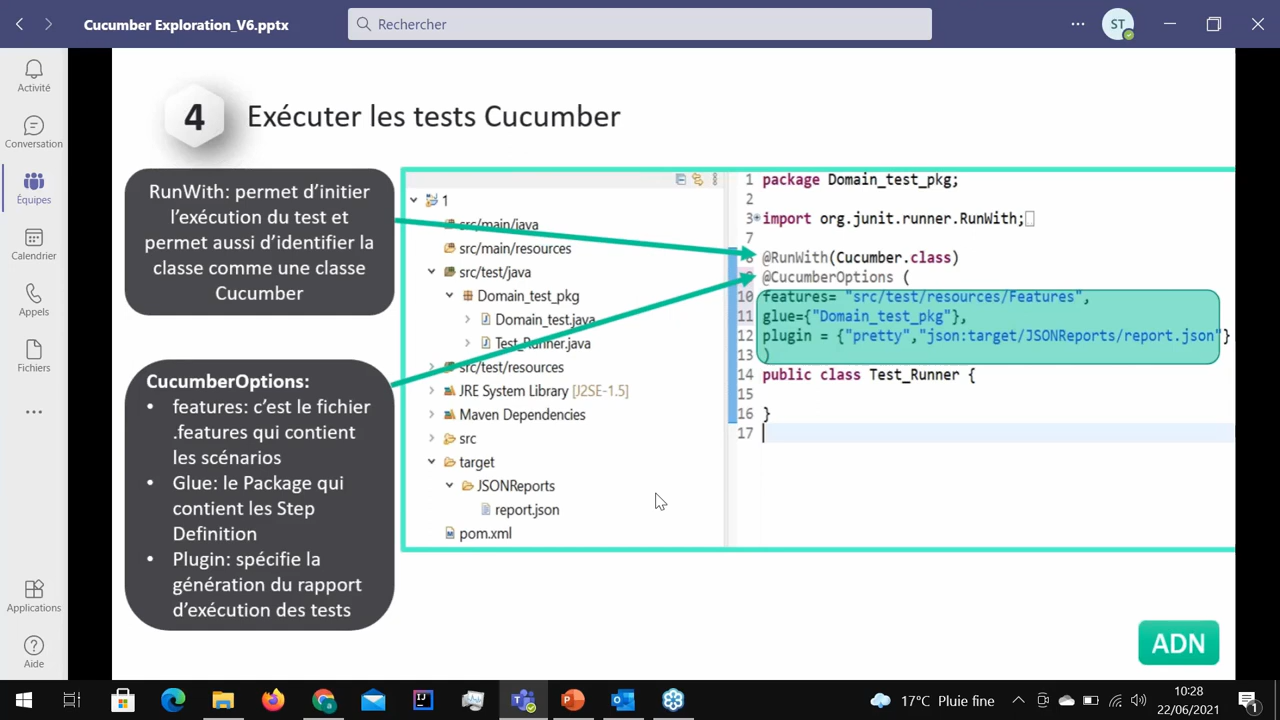 Cucumber Exploration_V6.pptx
Rechercher
ST
Activité
Conversation
Équipes
Calendrier
Appels
Fichiers
Applications
Aide
4
Exécuter les tests Cucumber
RunWith: permet d'initier
l'exécution du test et
permet aussi d'identifier la
classe comme une classe
Cucumber
CucumberOptions:
• features: c'est le fichier
.features qui contient
les scénarios
• Glue: le Package qui
contient les Step
Definition
• Plugin: spécifie la
génération du rapport
d'exécution des tests
1
src/main/java
src/main/resources
src/test/java
Domain_test_pkg
Domain_test.java
Test_Runner.java
src/test/resources
JRE System Library [J2SE-1.5]
Maven Dependencies
src
target
JSONReports
report.json
pom.xml
1 package Domain_test_pkg;
2
3 import org.junit.runner.RunWith;
7
8 @RunWith(Cucumber.class)
9 @CucumberOptions (
10 features= "src/test/resources/Features",
11 glue={"Domain_test_pkg"},
12 plugin = {"pretty","json:target/JSONReports/report.json"}
13 )
14 public class Test_Runner {
15
16 }
17
ADN
17°C Pluie fine
10:28
22/06/2021
1